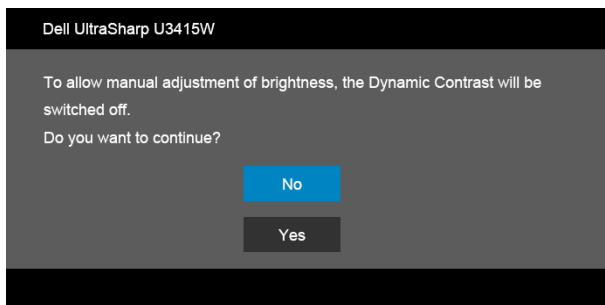 Dell UltraSharp U3415W
To allow manual adjustment of brightness, the Dynamic Contrast will be
switched off.
Do you want to continue?
No
Yes